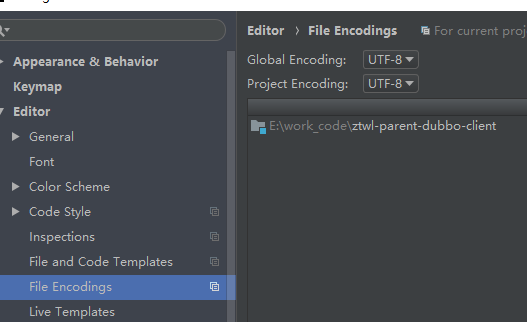 Editor › File Encodings For current proj
Global Encoding: UTF-8
Project Encoding: UTF-8
E:\work_code\ztwl-parent-dubbo-client
Appearance & Behavior
Keymap
Editor
General
Font
Color Scheme
Code Style
Inspections
File and Code Templates
File Encodings
Live Templates